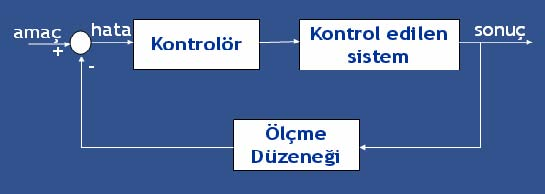 amaç
+
-
hata
Kontrolör
Kontrol edilen
sistem
sonuç
Ölçme
Düzeneği